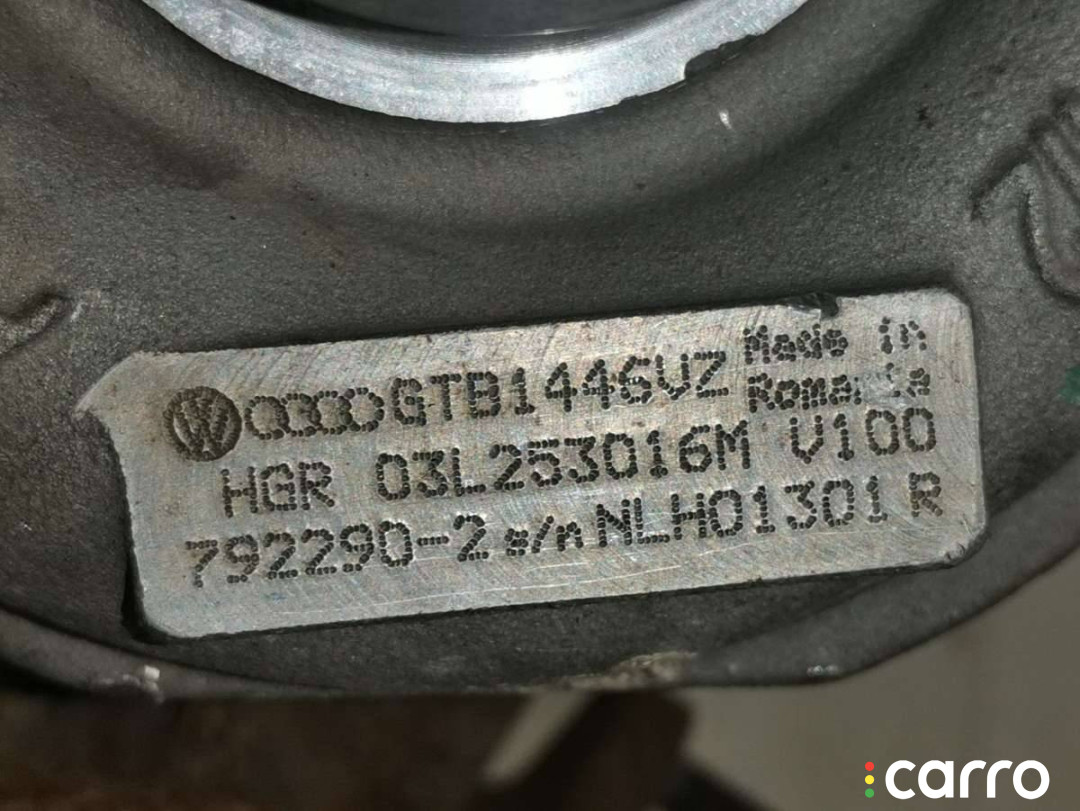 GTB1446VZ Made in Romania
HGR 03L253016M V100
792290-2 s/n NLH01301 R
carro